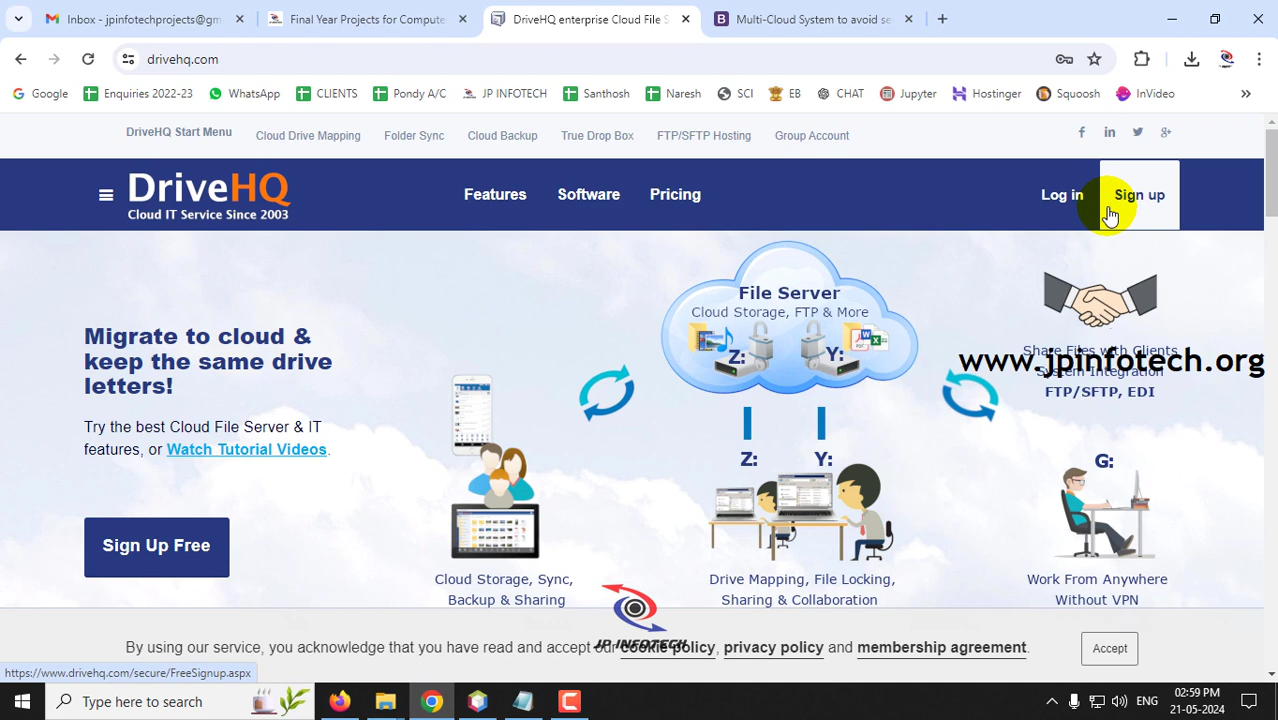 Inbox - jpinfotechprojects@gm
Final Year Projects for Compute
DriveHQ enterprise Cloud File S
Multi-Cloud System to avoid se
drivehq.com
Google
Enquiries 2022-23
WhatsApp
CLIENTS
Pondy A/C
JP INFOTECH
Santhosh
Naresh
SCI
EB
CHAT
Jupyter
Hostinger
Squoosh
InVideo
DriveHQ Start Menu
Cloud Drive Mapping
Folder Sync
Cloud Backup
True Drop Box
FTP/SFTP Hosting
Group Account
DriveHQ
Cloud IT Service Since 2003
Features
Software
Pricing
Log in
Sign up
Migrate to cloud &
keep the same drive
letters!
Try the best Cloud File Server & IT
features, or Watch Tutorial Videos.
Sign Up Free
File Server
Cloud Storage, FTP & More
Z:
Y:
Z:
Y:
Share Files with Clients
www.jpinfotech.org
System Integration
FTP/SFTP, EDI
G:
Cloud Storage, Sync,
Backup & Sharing
Drive Mapping, File Locking,
Sharing & Collaboration
Work From Anywhere
Without VPN
JP INFOTECH
By using our service, you acknowledge that you have read and accept our cookie policy, privacy policy and membership agreement.
Accept
https://www.drivehq.com/secure/FreeSignup.aspx
Type here to search
ENG
02:59 PM
21-05-2024